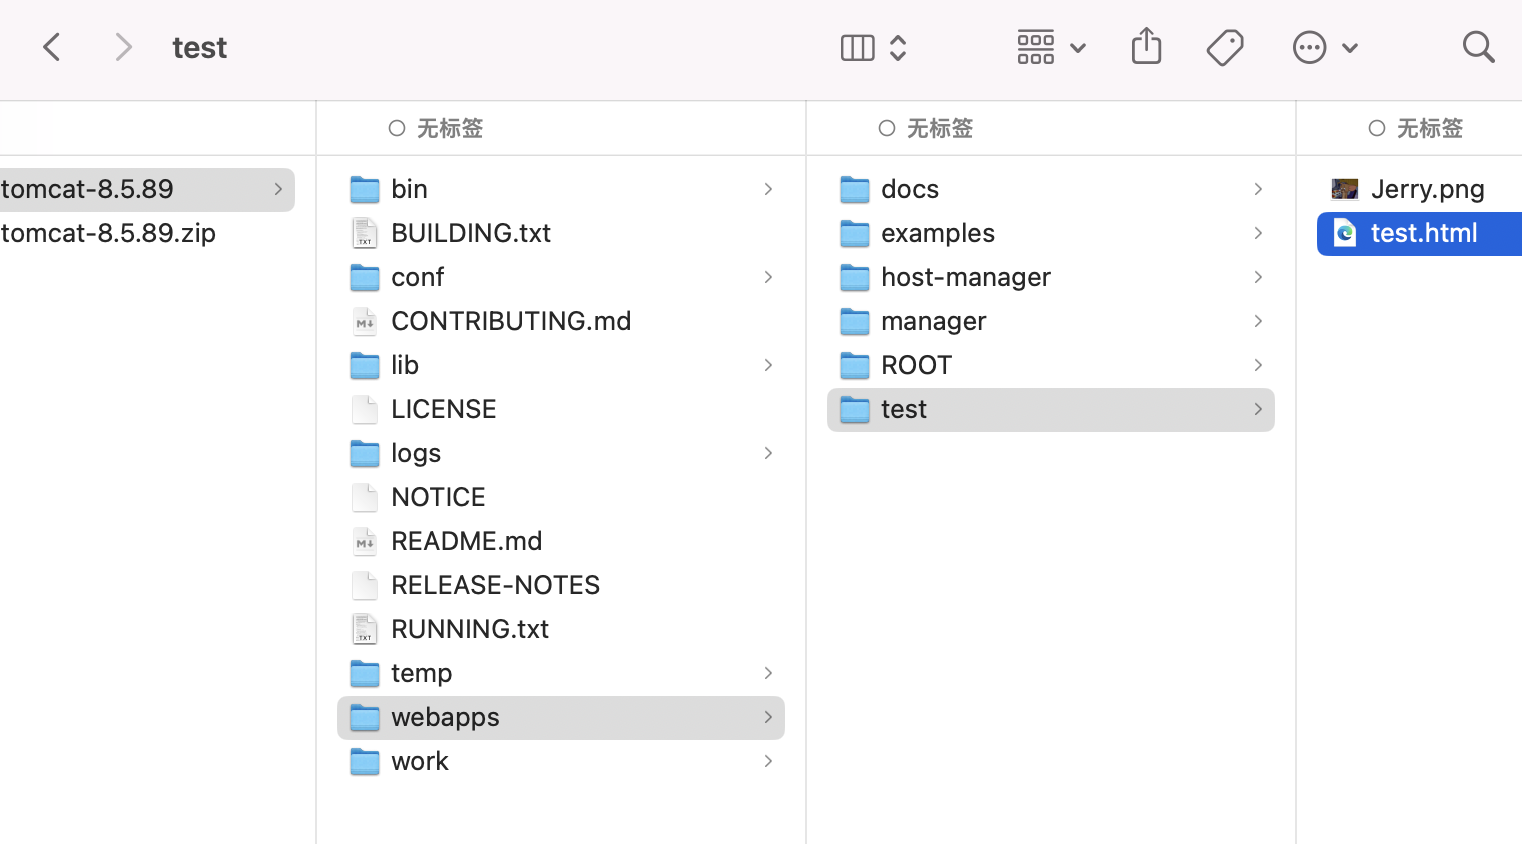 test
无标签
无标签
无标签
tomcat-8.5.89
tomcat-8.5.89.zip
bin
BUILDING.txt
conf
CONTRIBUTING.md
lib
LICENSE
logs
NOTICE
README.md
RELEASE-NOTES
RUNNING.txt
temp
webapps
work
docs
examples
host-manager
manager
ROOT
test
Jerry.png
test.html